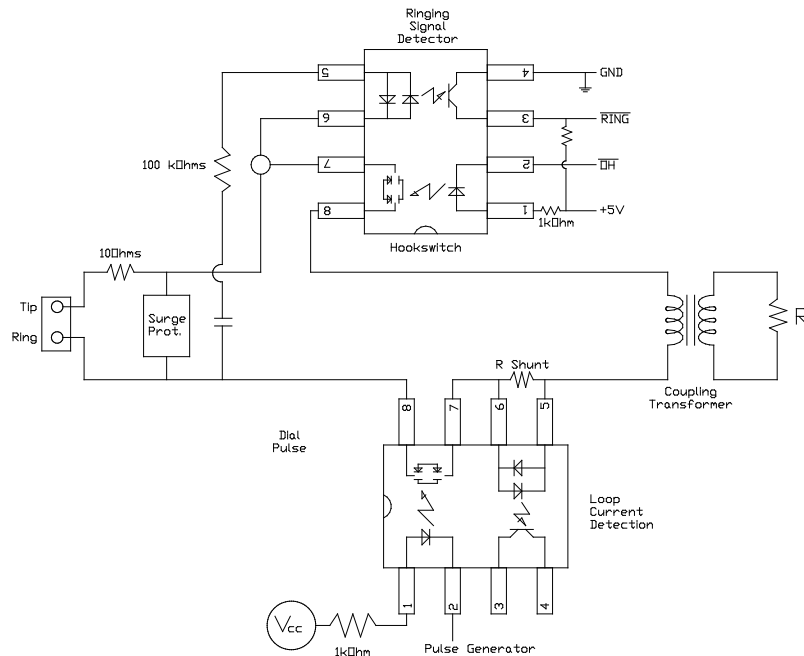 Ringing
Signal
Detector
5
4
GND
6
3
RING
100 kOhms
7
2
OH
8
1
+5V
1kOhm
Hookswitch
10Ohms
Tip
Ring
Surge
Prot.
R
R Shunt
Coupling
Transformer
8
7
6
5
Dial
Pulse
Loop
Current
Detection
1
2
3
4
Vcc
1kOhm
Pulse Generator